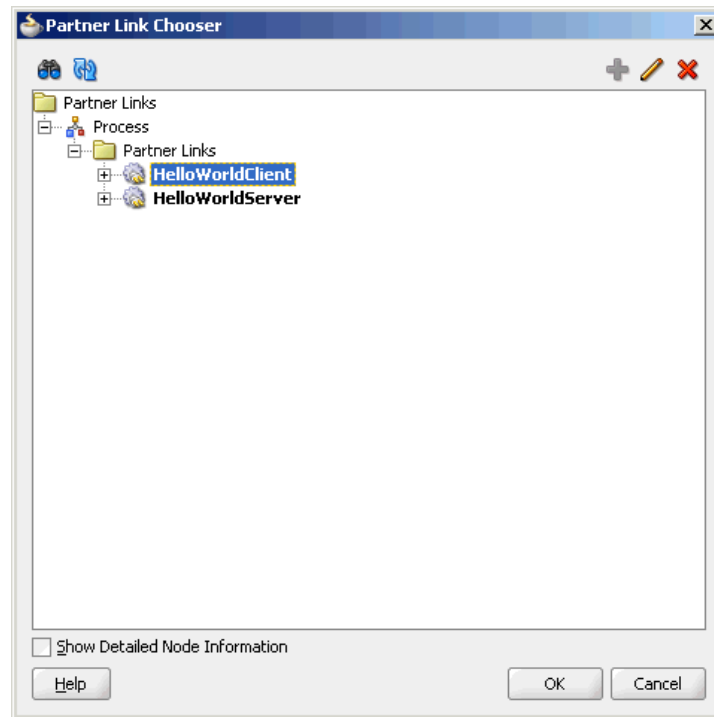 Partner Link Chooser
Partner Links
Process
Partner Links
HelloWorldClient
HelloWorldServer
Show Detailed Node Information
Help OK Cancel